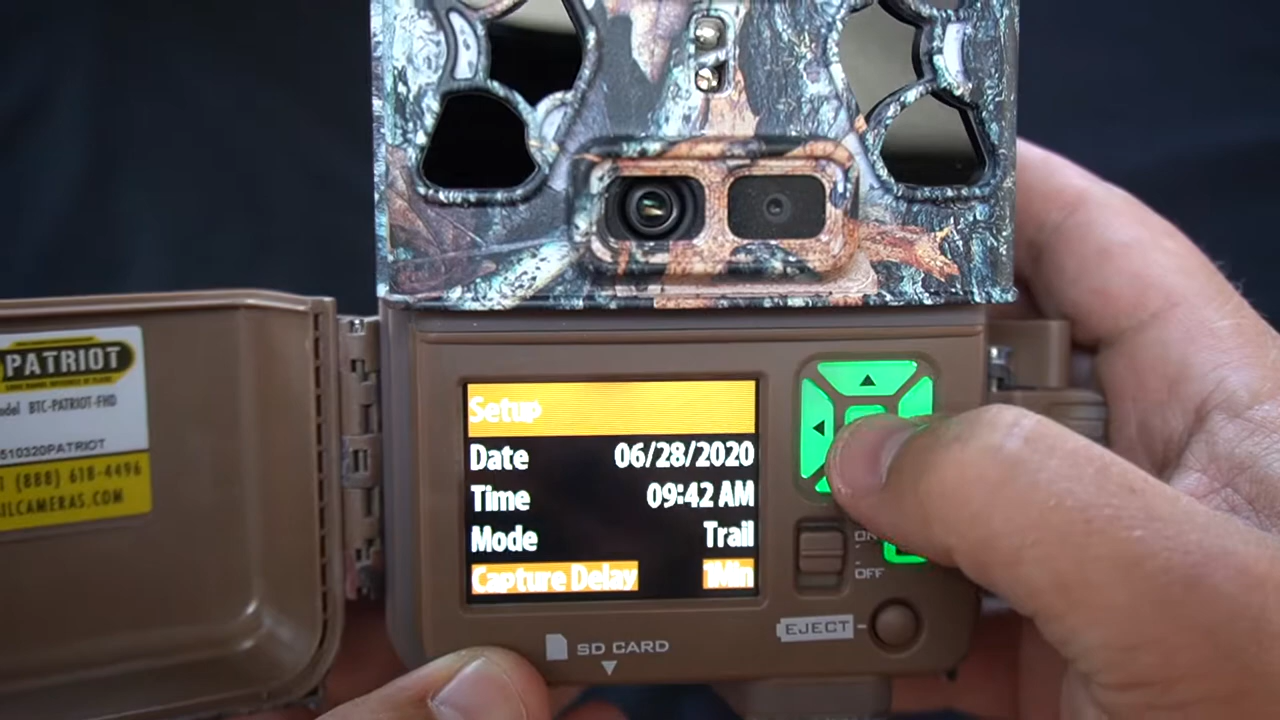 PATRIOT
BTC-PATRIOT-FHD
510320PATRIOT
(888) 618-4496
Setup
Date 06/28/2020
Time 09:42 AM
Mode Trail
Capture Delay 1Min
OFF
EJECT
SD CARD